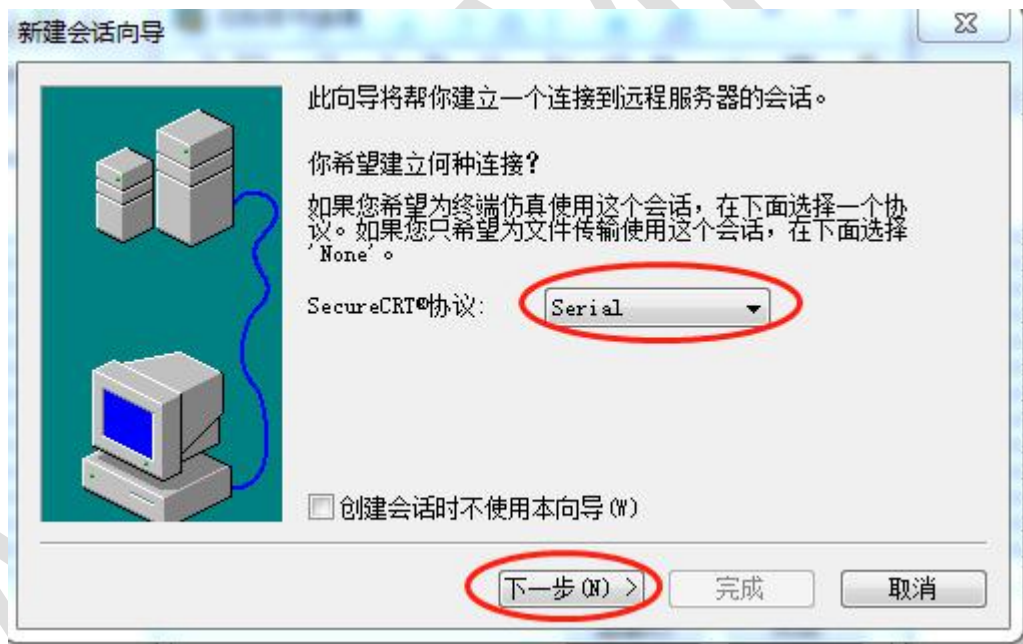 新建会话向导
此向导将帮你建立一个连接到远程服务器的会话。
你希望建立何种连接?
如果您希望为终端仿真使用这个会话,在下面选择一个协
议。如果您只希望为文件传输使用这个会话,在下面选择
'None'。
SecureCRT®协议: Serial
创建会话时不使用本向导(W)
下一步(N) > 完成 取消